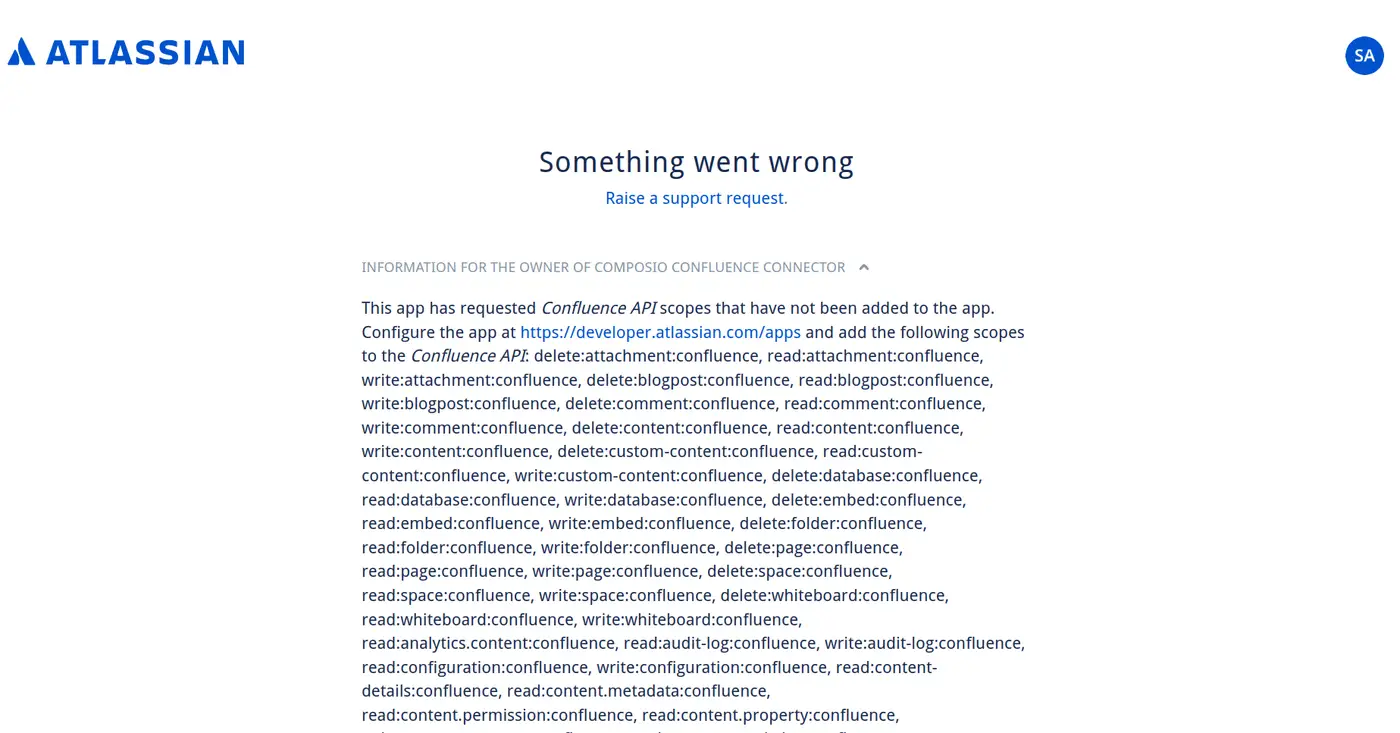 ATLASSIAN
SA
Something went wrong
Raise a support request.
INFORMATION FOR THE OWNER OF COMPOSIO CONFLUENCE CONNECTOR
This app has requested Confluence API scopes that have not been added to the app.
Configure the app at https://developer.atlassian.com/apps and add the following scopes
to the Confluence API: delete:attachment:confluence, read:attachment:confluence,
write:attachment:confluence, delete:blogpost:confluence, read:blogpost:confluence,
write:blogpost:confluence, delete:comment:confluence, read:comment:confluence,
write:comment:confluence, delete:content:confluence, read:content:confluence,
write:content:confluence, delete:custom-content:confluence, read:custom-
content:confluence, write:custom-content:confluence, delete:database:confluence,
read:database:confluence, write:database:confluence, delete:embed:confluence,
read:embed:confluence, write:embed:confluence, delete:folder:confluence,
read:folder:confluence, write:folder:confluence, delete:page:confluence,
read:page:confluence, write:page:confluence, delete:space:confluence,
read:space:confluence, write:space:confluence, delete:whiteboard:confluence,
read:whiteboard:confluence, write:whiteboard:confluence,
read:analytics.content:confluence, read:audit-log:confluence, write:audit-log:confluence,
read:configuration:confluence, write:configuration:confluence, read:content-
details:confluence, read:content.metadata:confluence,
read:content.permission:confluence, read:content.property:confluence,